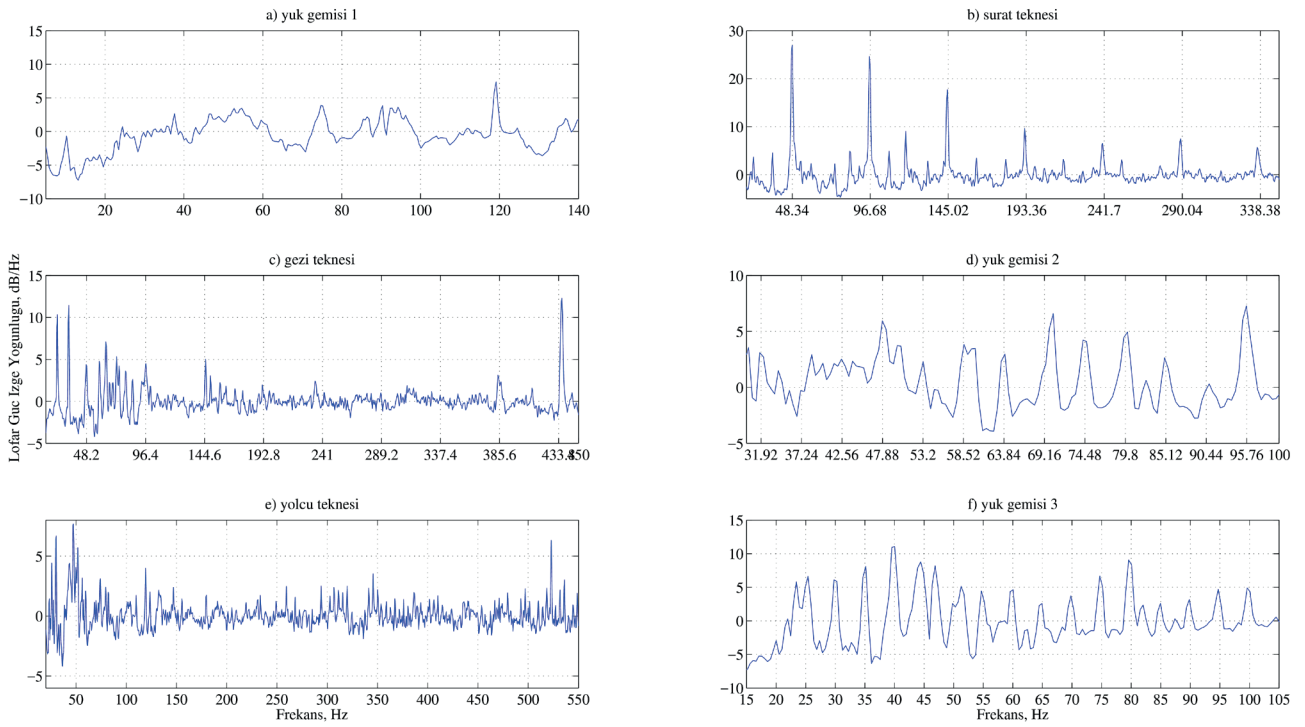 a) yuk gemisi 1
15
10
5
0
−5
−10
20 40 60 80 100 120 140
b) surat teknesi
30
20
10
0
48.34 96.68 145.02 193.36 241.7 290.04 338.38
Lofar Guc Izge Yogunlugu, dB/Hz
c) gezi teknesi
15
10
5
0
−5
48.2 96.4 144.6 192.8 241 289.2 337.4 385.6 433.8 450
d) yuk gemisi 2
10
5
0
−5
31.92 37.24 42.56 47.88 53.2 58.52 63.84 69.16 74.48 79.8 85.12 90.44 95.76 100
e) yolcu teknesi
5
0
−5
50 100 150 200 250 300 350 400 450 500 550
Frekans, Hz
f) yuk gemisi 3
15
10
5
0
−5
−10
15 20 25 30 35 40 45 50 55 60 65 70 75 80 85 90 95 100 105
Frekans, Hz